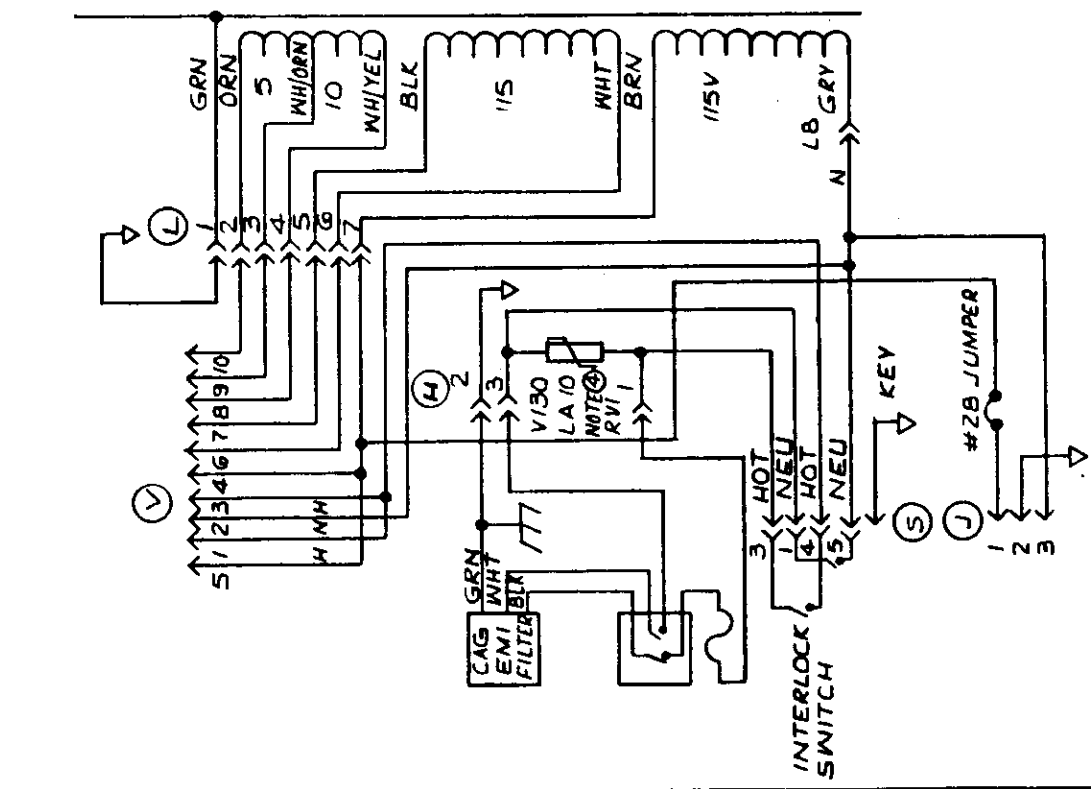 GRN
ORN
5
WH/ORN
10
WH/YEL
BLK
115
WHT
BRN
115V
GRY
LB
N
L
1
2
3
4
5
6
7
V
10
9
8
7
6
4
3
2
1
5
H
N
H
H
2
3
1
V130
LA 10
NOTE 4
RV1
GRN
WHT
BLK
CAG
EMI
FILTER
HOT
NEU
HOT
NEU
3
1
4
5
KEY
S
INTERLOCK
SWITCH
#28 JUMPER
J
1
2
3